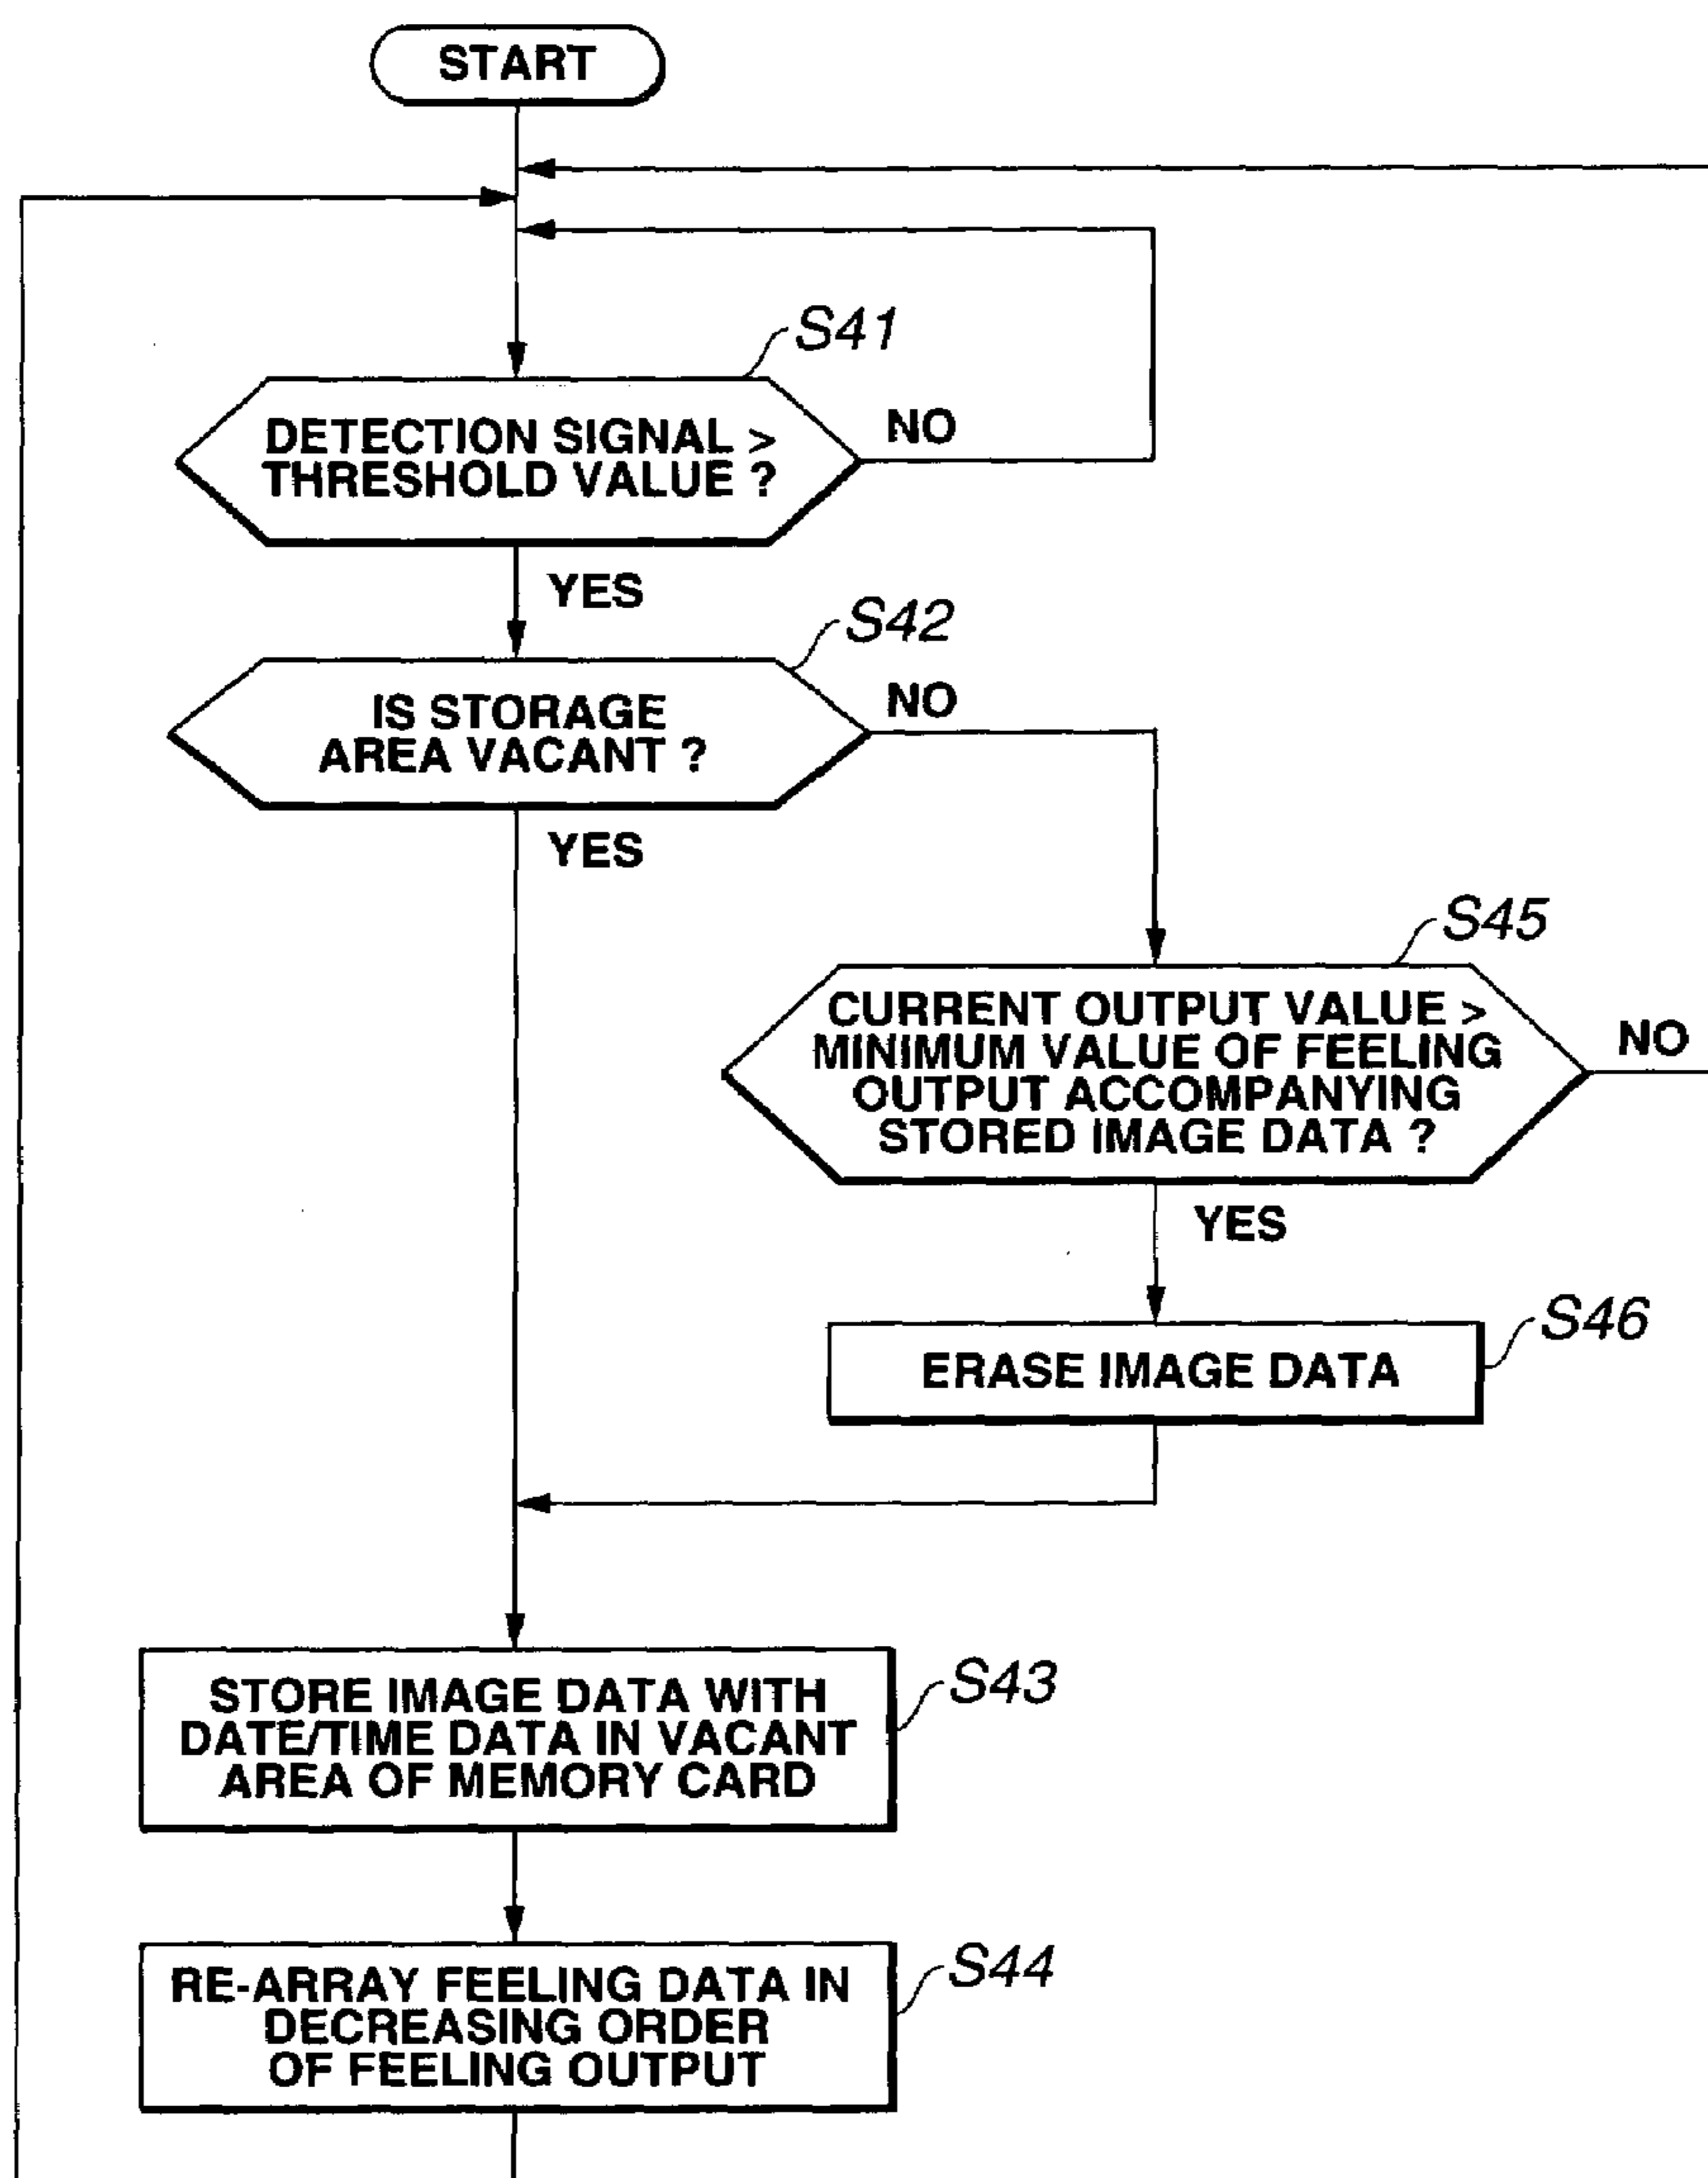 START
S41
DETECTION SIGNAL >
THRESHOLD VALUE ?
NO
YES
S42
IS STORAGE
AREA VACANT ?
NO
YES
S45
CURRENT OUTPUT VALUE >
MINIMUM VALUE OF FEELING
OUTPUT ACCOMPANYING
STORED IMAGE DATA ?
NO
YES
S46
ERASE IMAGE DATA
S43
STORE IMAGE DATA WITH
DATE/TIME DATA IN VACANT
AREA OF MEMORY CARD
S44
RE-ARRAY FEELING DATA IN
DECREASING ORDER
OF FEELING OUTPUT